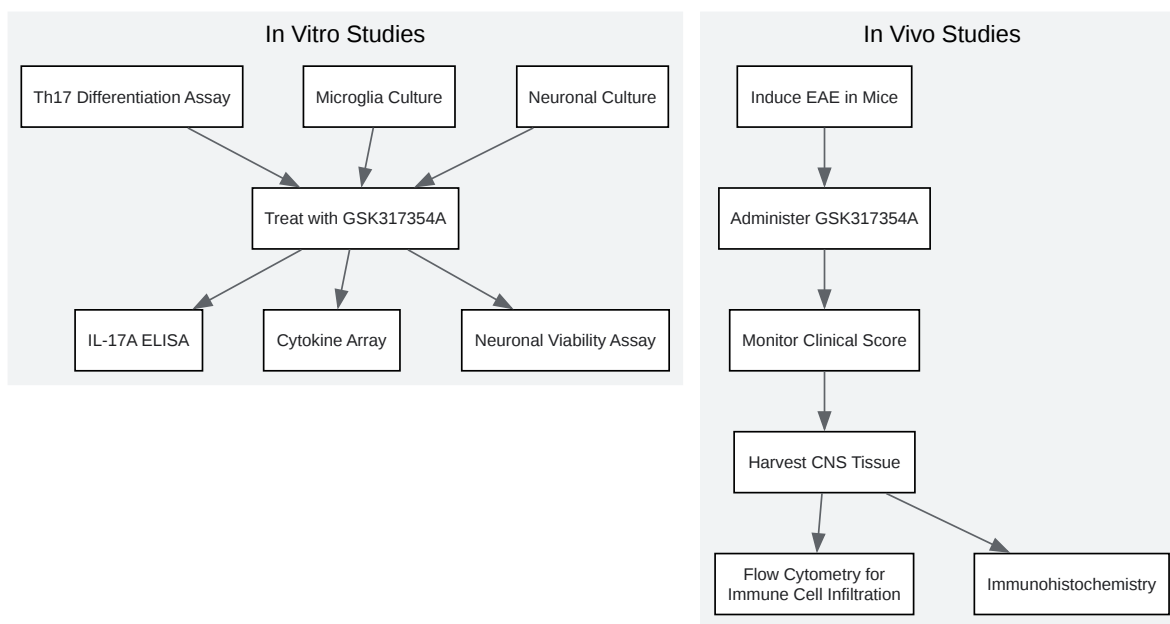 In Vitro Studies
Th17 Differentiation Assay
Microglia Culture
Neuronal Culture
Treat with GSK317354A
IL-17A ELISA
Cytokine Array
Neuronal Viability Assay
In Vivo Studies
Induce EAE in Mice
Administer GSK317354A
Monitor Clinical Score
Harvest CNS Tissue
Flow Cytometry for
Immune Cell Infiltration
Immunohistochemistry